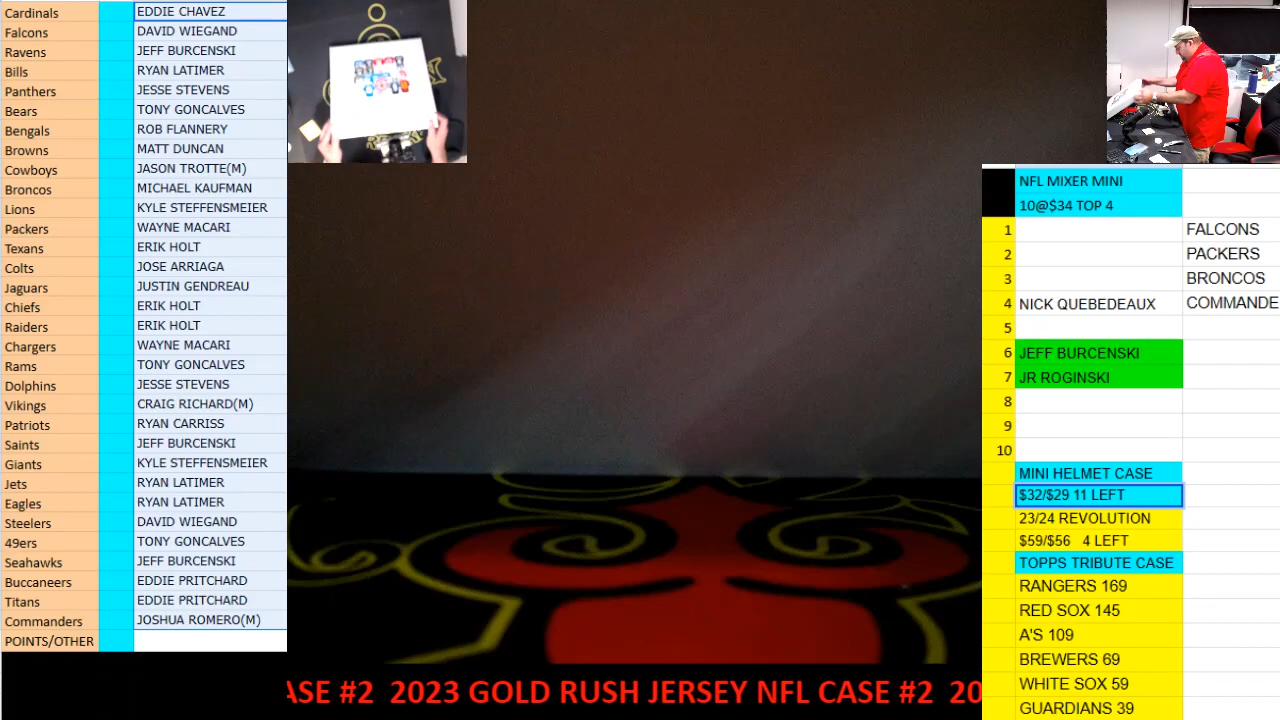 Cardinals EDDIE CHAVEZ
Falcons DAVID WIEGAND
Ravens JEFF BURCENSKI
Bills RYAN LATIMER
Panthers JESSE STEVENS
Bears TONY GONCALVES
Bengals ROB FLANNERY
Browns MATT DUNCAN
Cowboys JASON TROTTE(M)
Broncos MICHAEL KAUFMAN
Lions KYLE STEFFENSMEIER
Packers WAYNE MACARI
Texans ERIK HOLT
Colts JOSE ARRIAGA
Jaguars JUSTIN GENDREAU
Chiefs ERIK HOLT
Raiders ERIK HOLT
Chargers WAYNE MACARI
Rams TONY GONCALVES
Dolphins JESSE STEVENS
Vikings CRAIG RICHARD(M)
Patriots RYAN CARRISS
Saints JEFF BURCENSKI
Giants KYLE STEFFENSMEIER
Jets RYAN LATIMER
Eagles RYAN LATIMER
Steelers DAVID WIEGAND
49ers TONY GONCALVES
Seahawks JEFF BURCENSKI
Buccaneers EDDIE PRITCHARD
Titans EDDIE PRITCHARD
Commanders JOSHUA ROMERO(M)
POINTS/OTHER
NFL MIXER MINI
10@$34 TOP 4
1 FALCONS
2 PACKERS
3 BRONCOS
4 NICK QUEBEDEAUX COMMANDE
5
6 JEFF BURCENSKI
7 JR ROGINSKI
8
9
10
MINI HELMET CASE
$32/$29 11 LEFT
23/24 REVOLUTION
$59/$56 4 LEFT
TOPPS TRIBUTE CASE
RANGERS 169
RED SOX 145
A'S 109
BREWERS 69
WHITE SOX 59
GUARDIANS 39
ASE #2 2023 GOLD RUSH JERSEY NFL CASE #2 20